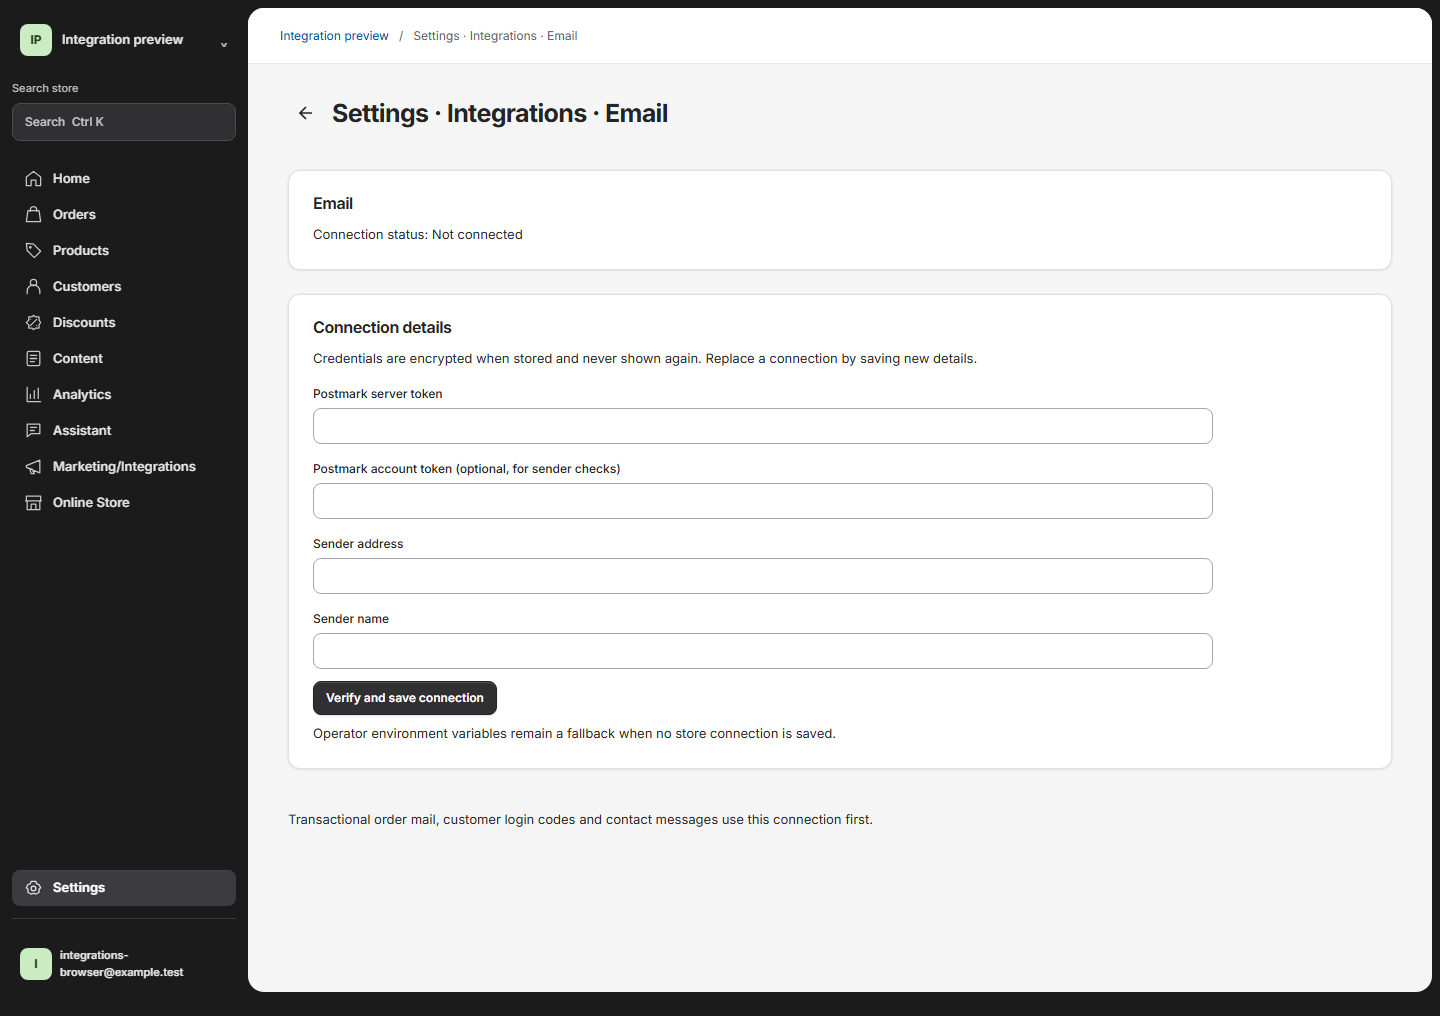 IP Integration preview
Search store
Search Ctrl K
Home
Orders
Products
Customers
Discounts
Content
Analytics
Assistant
Marketing/Integrations
Online Store
Settings
I
integrations-
browser@example.test
Integration preview / Settings · Integrations · Email
Settings · Integrations · Email
Email
Connection status: Not connected
Connection details
Credentials are encrypted when stored and never shown again. Replace a connection by saving new details.
Postmark server token
Postmark account token (optional, for sender checks)
Sender address
Sender name
Verify and save connection
Operator environment variables remain a fallback when no store connection is saved.
Transactional order mail, customer login codes and contact messages use this connection first.